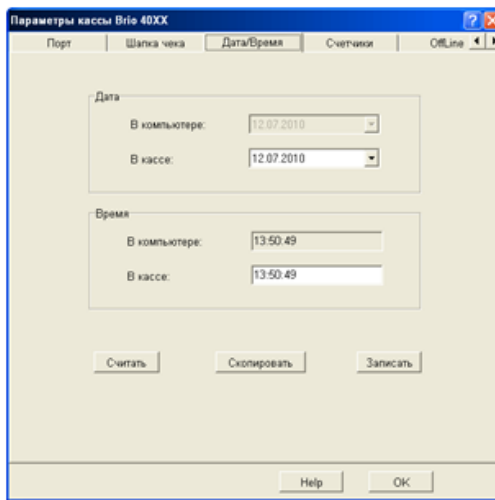 Параметры кассы Brio 40XX
Порт Шапка чека Дата/Время Счетчики OffLine
Дата
В компьютере: 12.07.2010
В кассе: 12.07.2010
Время
В компьютере: 13:50:49
В кассе: 13:50:49
Считать Скопировать Записать
Help OK